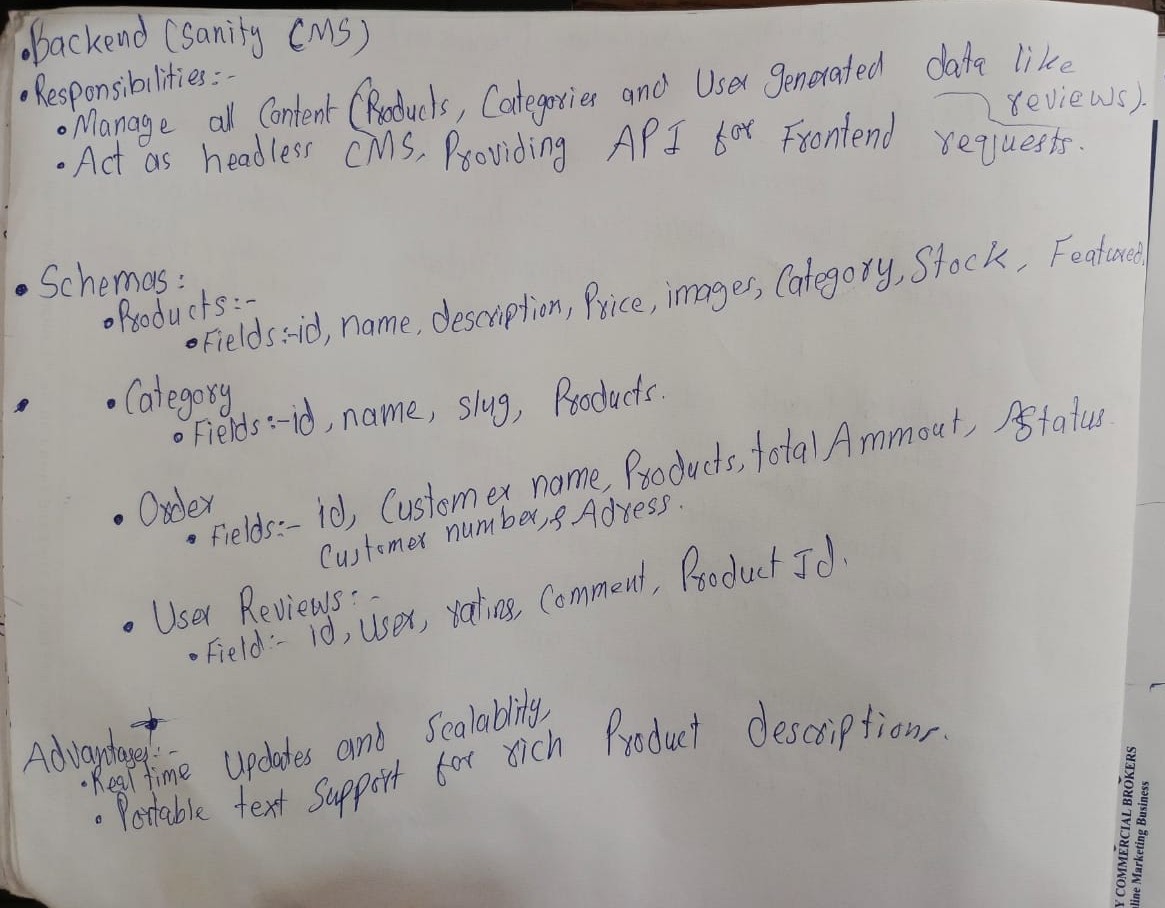 •Backend (Sanity CMS)
•Responsibilities:-
•Manage all Content (Products, Categories and User generated data like reviews).
•Act as headless CMS, Providing API for Frontend requests.
• Schemas:
•Products:-
•Fields:-id, name, description, Price, images, Category, Stock, Featured,
• Category
• Fields:-id, name, slug, Products.
• Order
• Fields:- id, Customer name, Products, total Ammout, Status
Customer number, & Adress.
• User Reviews:-
• Field:- id, User, rating, Comment, Product Id.
Advantages:-
•Real time Updates and Scalablity,
• Portable text Support for rich Product descriptions.
Y COMMERCIAL BROKERS
line Marketing Business